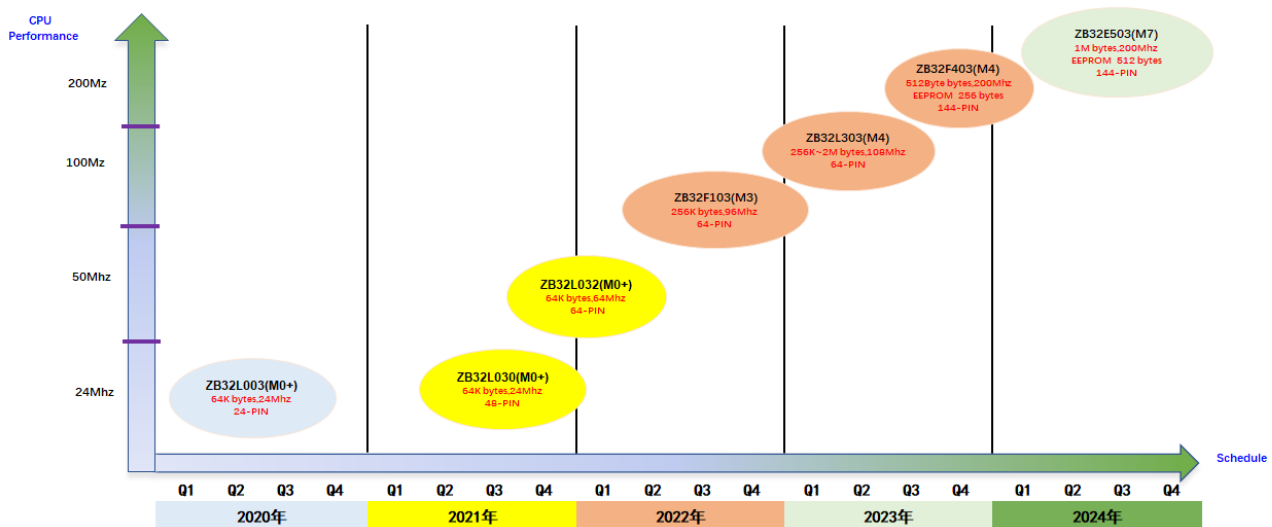 CPU
Performance
200Mz
100Mz
50Mhz
24Mhz
ZB32E503(M7)
1M bytes,200Mhz
EEPROM 512 bytes
144-PIN
ZB32F403(M4)
512Byte bytes,200Mhz
EEPROM 256 bytes
144-PIN
ZB32L303(M4)
256K~2M bytes,108Mhz
64-PIN
ZB32F103(M3)
256K bytes,96Mhz
64-PIN
ZB32L032(M0+)
64K bytes,64Mhz
64-PIN
ZB32L003(M0+)
64K bytes,24Mhz
24-PIN
ZB32L030(M0+)
64K bytes,24Mhz
48-PIN
Schedule
Q1 Q2 Q3 Q4 Q1 Q2 Q3 Q4 Q1 Q2 Q3 Q4 Q1 Q2 Q3 Q4 Q1 Q2 Q3 Q4
2020年 2021年 2022年 2023年 2024年